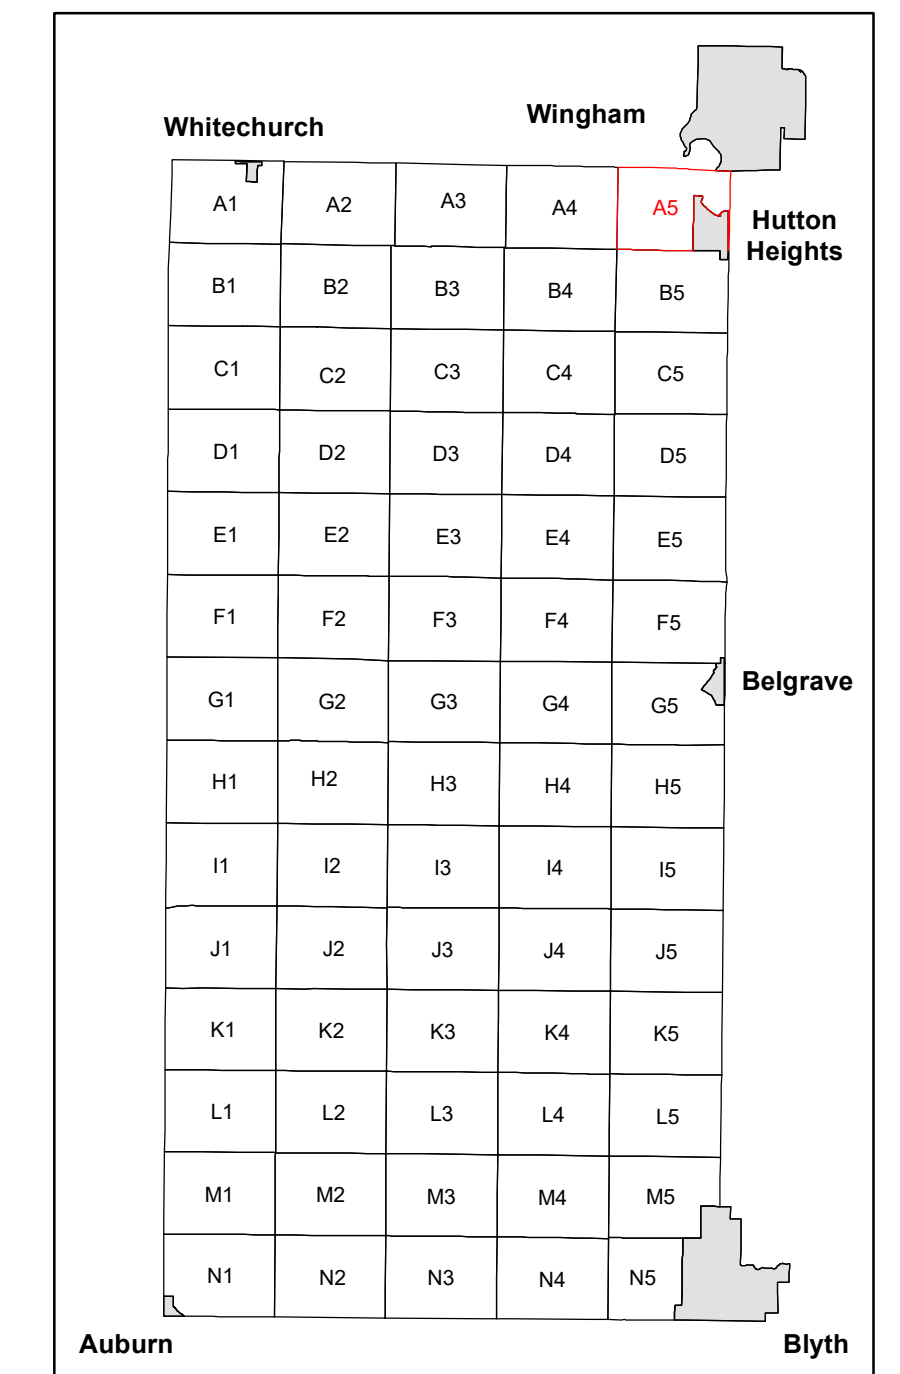 Wingham
Whitechurch
A1 A2 A3 A4 A5
Hutton
Heights
B1 B2 B3 B4 B5
C1 C2 C3 C4 C5
D1 D2 D3 D4 D5
E1 E2 E3 E4 E5
F1 F2 F3 F4 F5
Belgrave
G1 G2 G3 G4 G5
H1 H2 H3 H4 H5
I1 I2 I3 I4 I5
J1 J2 J3 J4 J5
K1 K2 K3 K4 K5
L1 L2 L3 L4 L5
M1 M2 M3 M4 M5
N1 N2 N3 N4 N5
Auburn Blyth